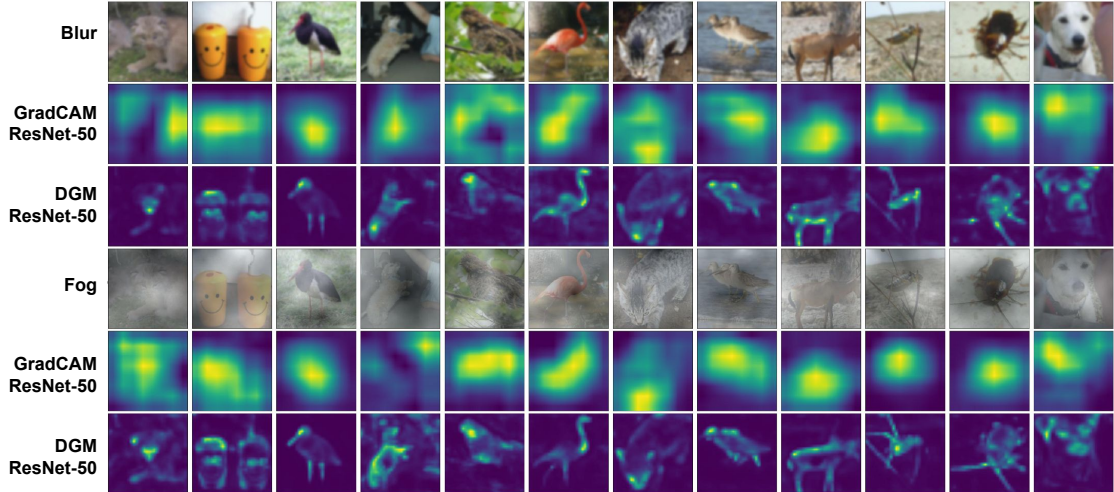 Blur
GradCAM
ResNet-50
DGM
ResNet-50
Fog
GradCAM
ResNet-50
DGM
ResNet-50